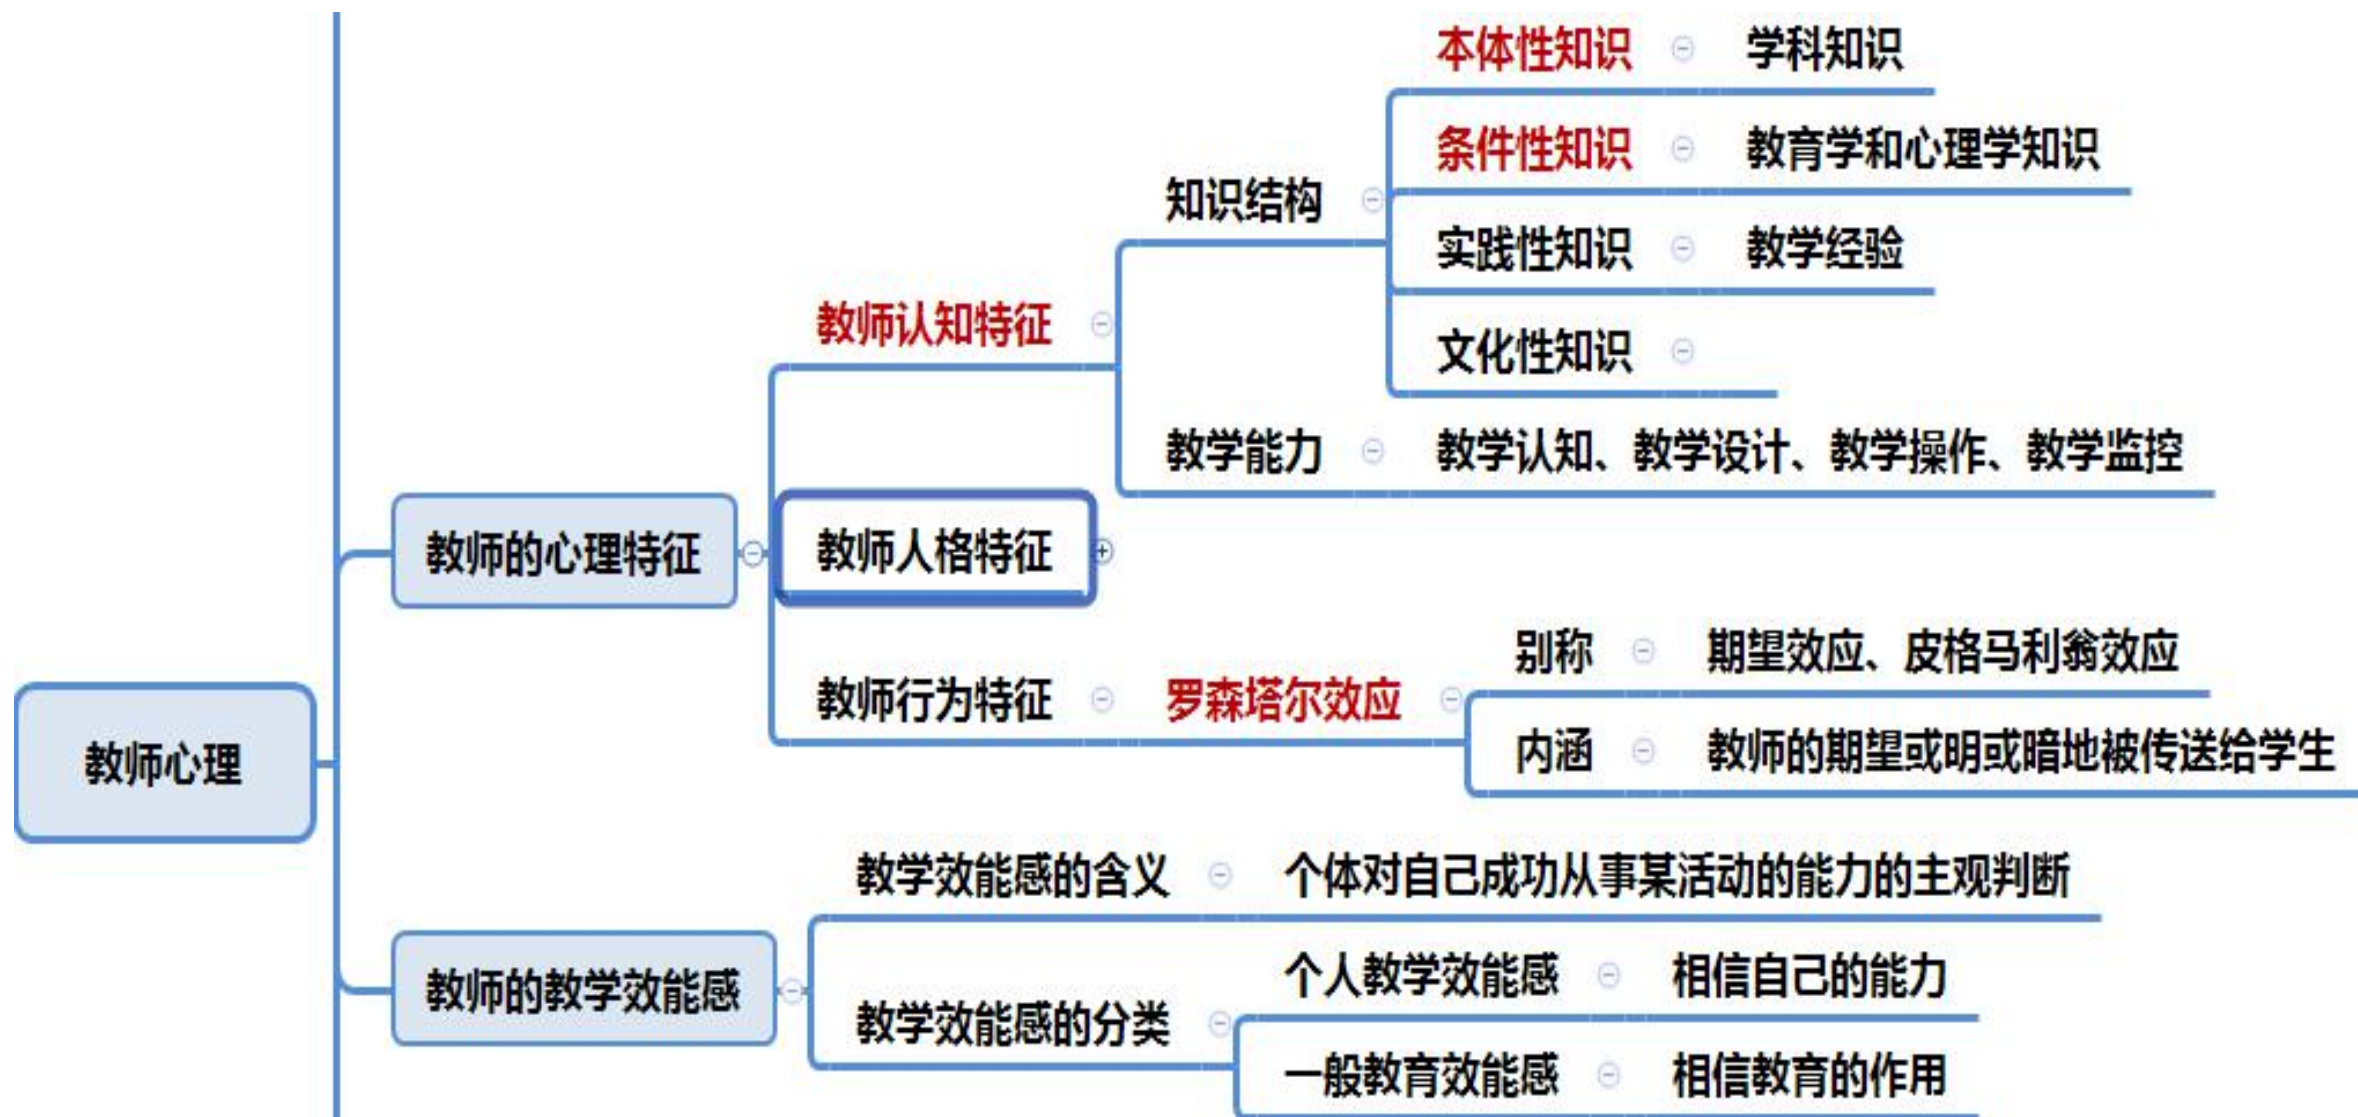 本体性知识 学科知识
条件性知识 教育学和心理学知识
知识结构
实践性知识 教学经验
教师认知特征
文化性知识
教学能力 教学认知、教学设计、教学操作、教学监控
教师的心理特征
教师人格特征
别称 期望效应、皮格马利翁效应
教师行为特征 罗森塔尔效应
内涵 教师的期望或明或暗地被传送给学生
教师心理
教学效能感的含义 个体对自己成功从事某活动的能力的主观判断
个人教学效能感 相信自己的能力
教师的教学效能感
教学效能感的分类
一般教育效能感 相信教育的作用